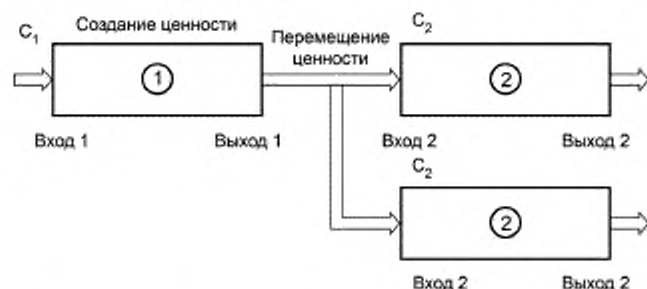 Создание ценности
C₁
Перемещение
ценности
C₂
1
2
Вход 1
Выход 1
Вход 2
Выход 2
C₂
2
Вход 2
Выход 2